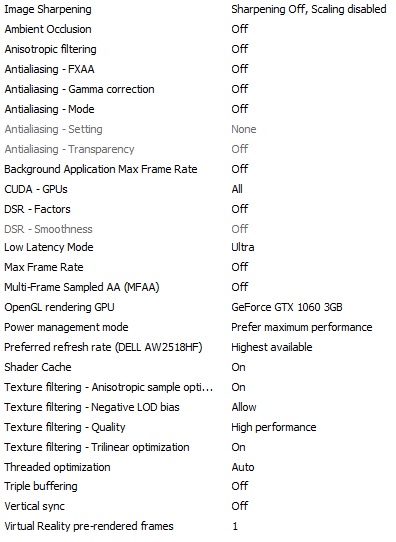 Image Sharpening Sharpening Off, Scaling disabled
Ambient Occlusion Off
Anisotropic filtering Off
Antialiasing - FXAA Off
Antialiasing - Gamma correction Off
Antialiasing - Mode Off
Antialiasing - Setting None
Antialiasing - Transparency Off
Background Application Max Frame Rate Off
CUDA - GPUs All
DSR - Factors Off
DSR - Smoothness Off
Low Latency Mode Ultra
Max Frame Rate Off
Multi-Frame Sampled AA (MFAA) Off
OpenGL rendering GPU GeForce GTX 1060 3GB
Power management mode Prefer maximum performance
Preferred refresh rate (DELL AW2518HF) Highest available
Shader Cache On
Texture filtering - Anisotropic sample opti... On
Texture filtering - Negative LOD bias Allow
Texture filtering - Quality High performance
Texture filtering - Trilinear optimization On
Threaded optimization Auto
Triple buffering Off
Vertical sync Off
Virtual Reality pre-rendered frames 1